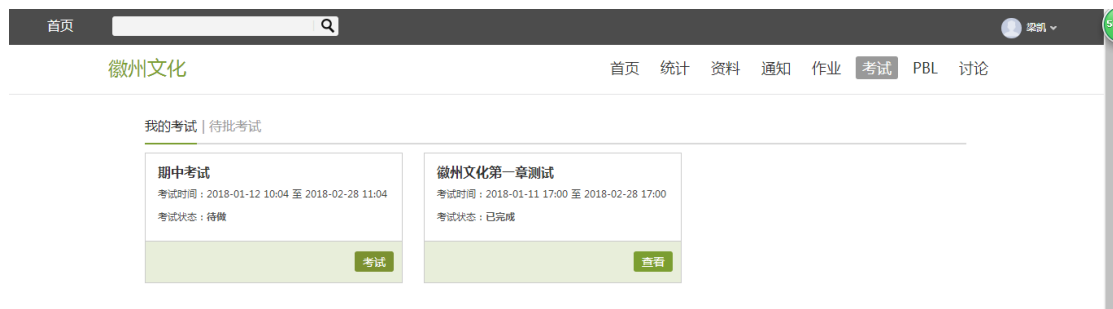 首页
梁凯
徽州文化
首页 统计 资料 通知 作业 考试 PBL 讨论
我的考试 | 待批考试
期中考试
考试时间：2018-01-12 10:04 至 2018-02-28 11:04
考试状态：待做
考试
徽州文化第一章测试
考试时间：2018-01-11 17:00 至 2018-02-28 17:00
考试状态：已完成
查看